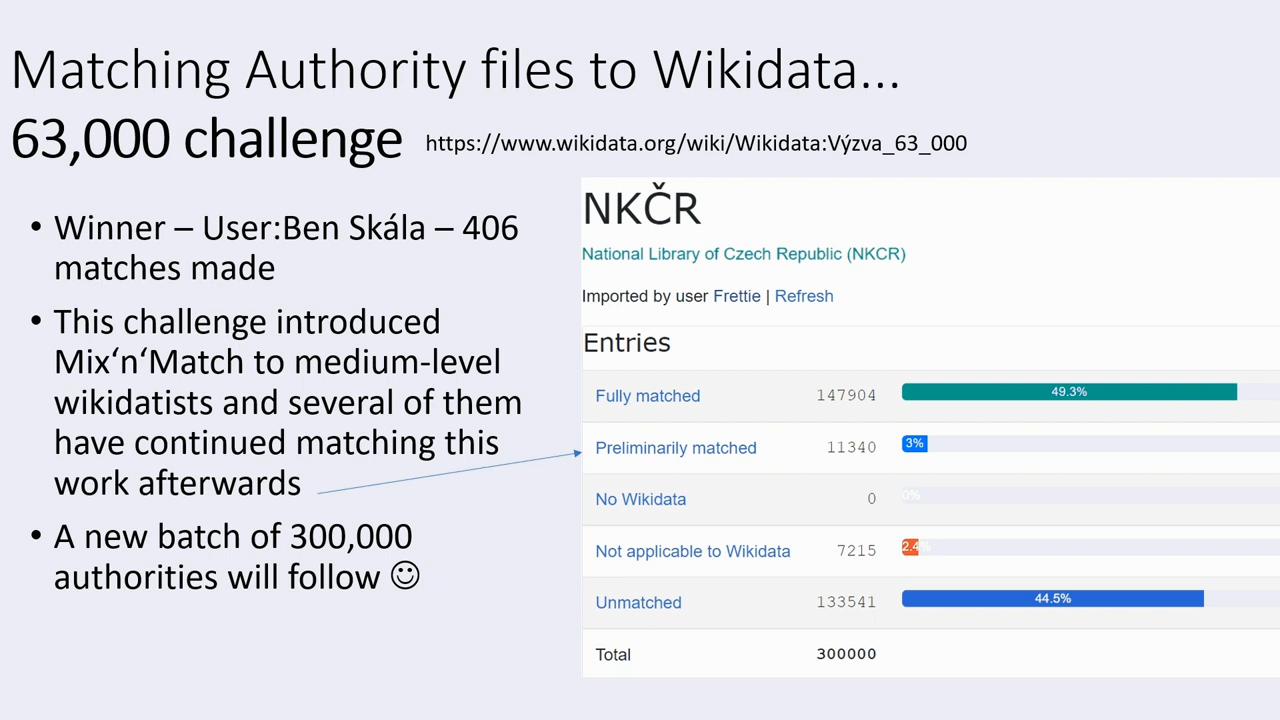 Matching Authority files to Wikidata...
63,000 challenge https://www.wikidata.org/wiki/Wikidata:Výzva_63_000
• Winner – User:Ben Skála – 406
matches made
• This challenge introduced
Mix‘n‘Match to medium-level
wikidatists and several of them
have continued matching this
work afterwards
• A new batch of 300,000
authorities will follow ☺
NKČR
National Library of Czech Republic (NKCR)
Imported by user Frettie | Refresh
Entries
Fully matched 147904 49.3%
Preliminarily matched 11340 3%
No Wikidata 0 0%
Not applicable to Wikidata 7215 2.4%
Unmatched 133541 44.5%
Total 300000